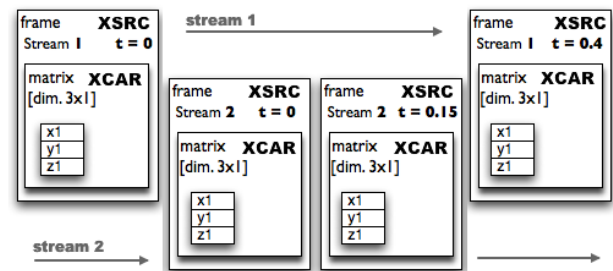 frame XSRC
Stream 1 t = 0
matrix XCAR
[dim. 3x1]
x1
y1
z1
stream 1
frame XSRC
Stream 2 t = 0
matrix XCAR
[dim. 3x1]
x1
y1
z1
frame XSRC
Stream 2 t = 0.15
matrix XCAR
[dim. 3x1]
x1
y1
z1
frame XSRC
Stream 1 t = 0.4
matrix XCAR
[dim. 3x1]
x1
y1
z1
stream 2